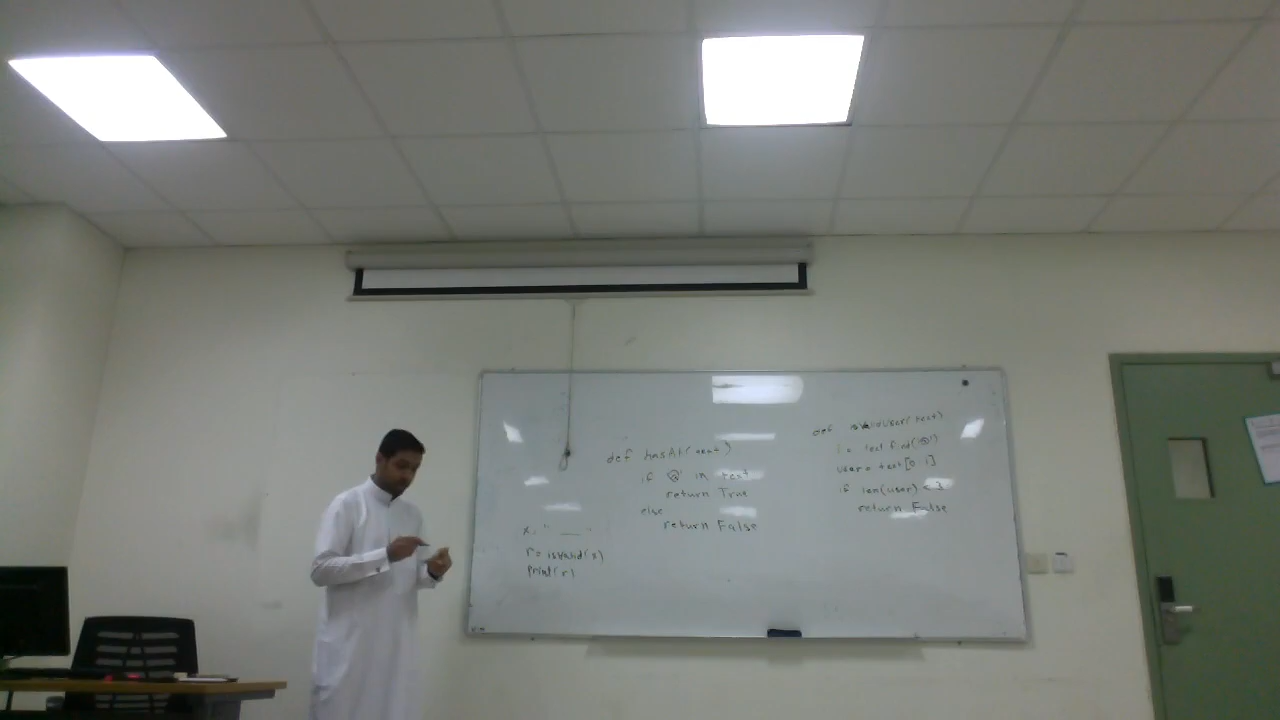 def hasAt(text)
if '@' in text
return True
else
return False
x = "___"
r = isValid(x)
print(r)
def isValidUser(text)
i = text.find('@')
user = text[0:i]
if len(user) <
return False